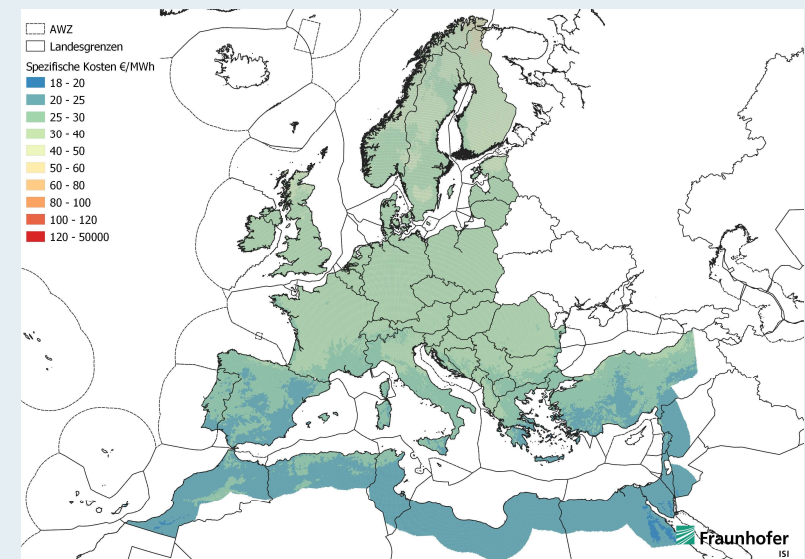 AWZ
Landesgrenzen
Spezifische Kosten €/MWh
18 - 20
20 - 25
25 - 30
30 - 40
40 - 50
50 - 60
60 - 80
80 - 100
100 - 120
120 - 50000
Fraunhofer
ISI